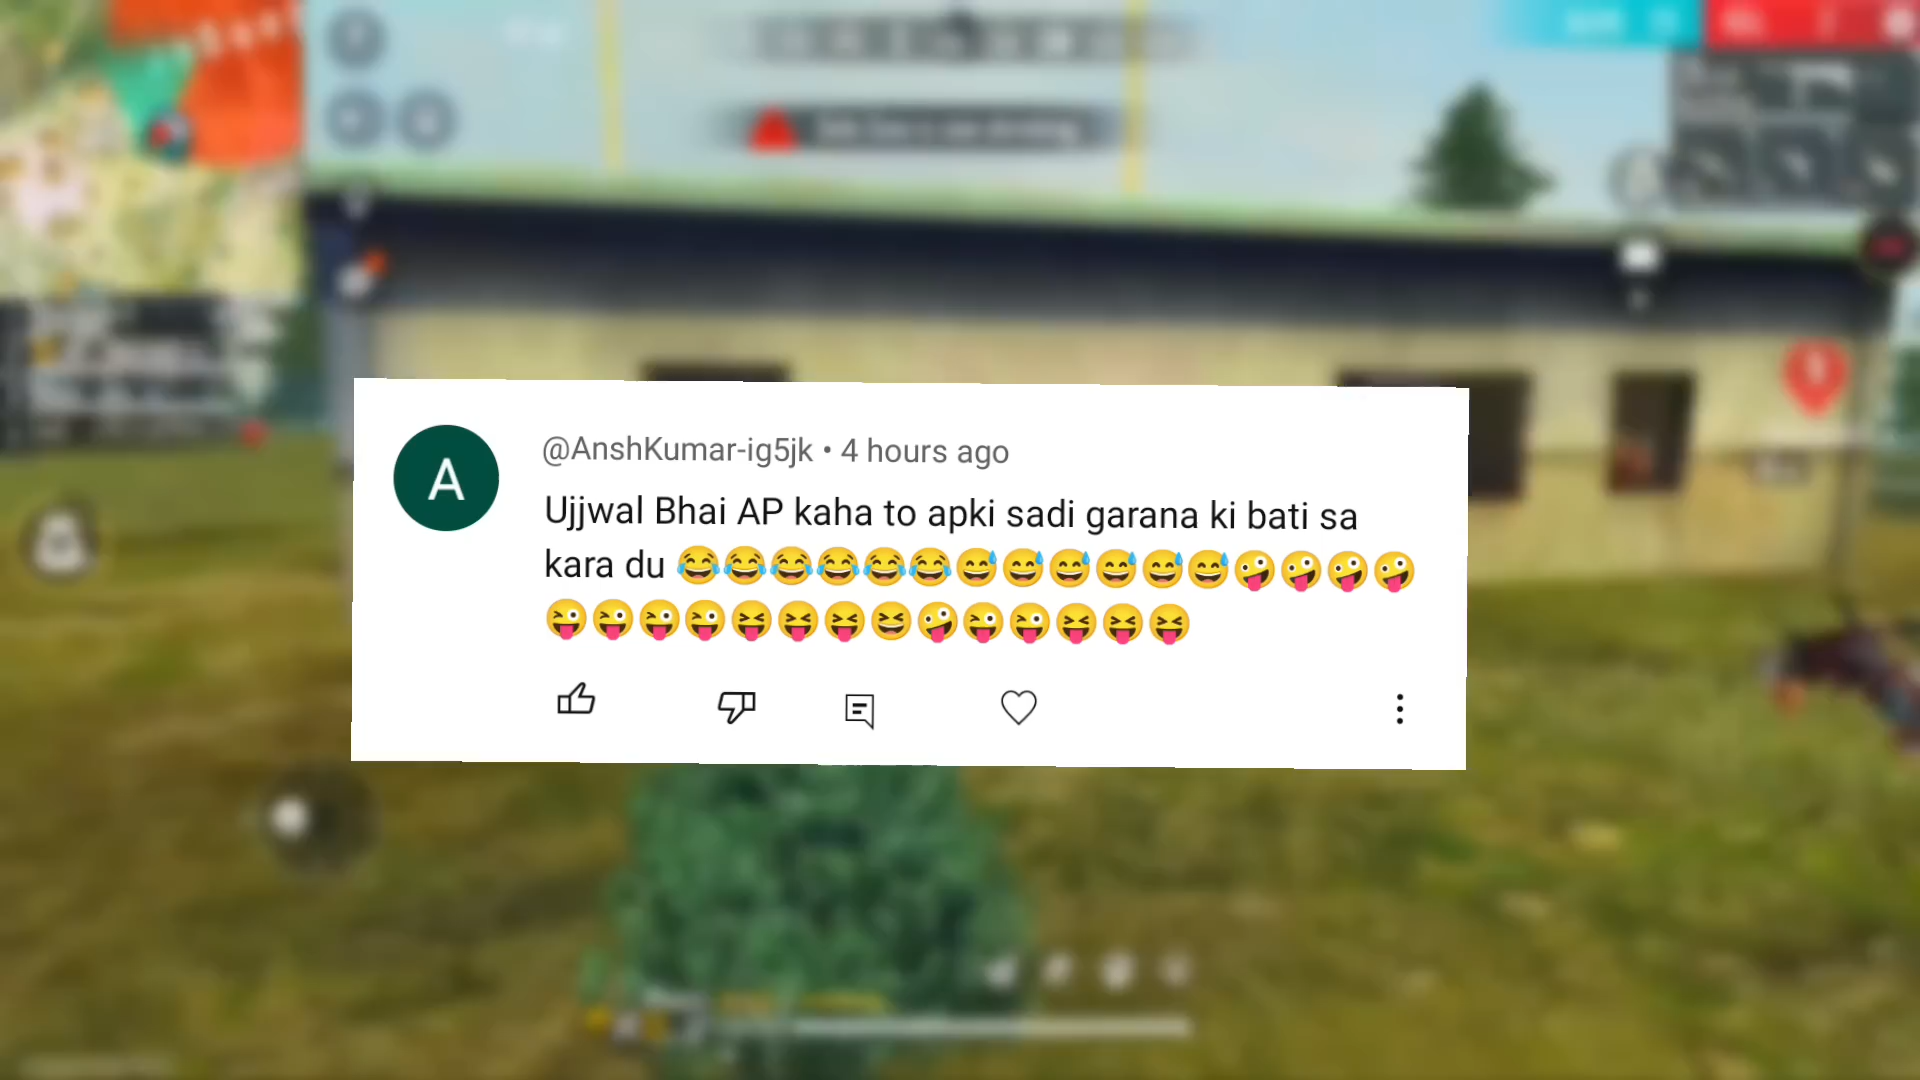 @AnshKumar-ig5jk • 4 hours ago
Ujjwal Bhai AP kaha to apki sadi garana ki bati sa
kara du 😂😂😂😂😂😂😅😅😅😅😅😅🤪🤪🤪🤪
😜😜😜😜😝😝😝😆🤪😜😜😝😝😝